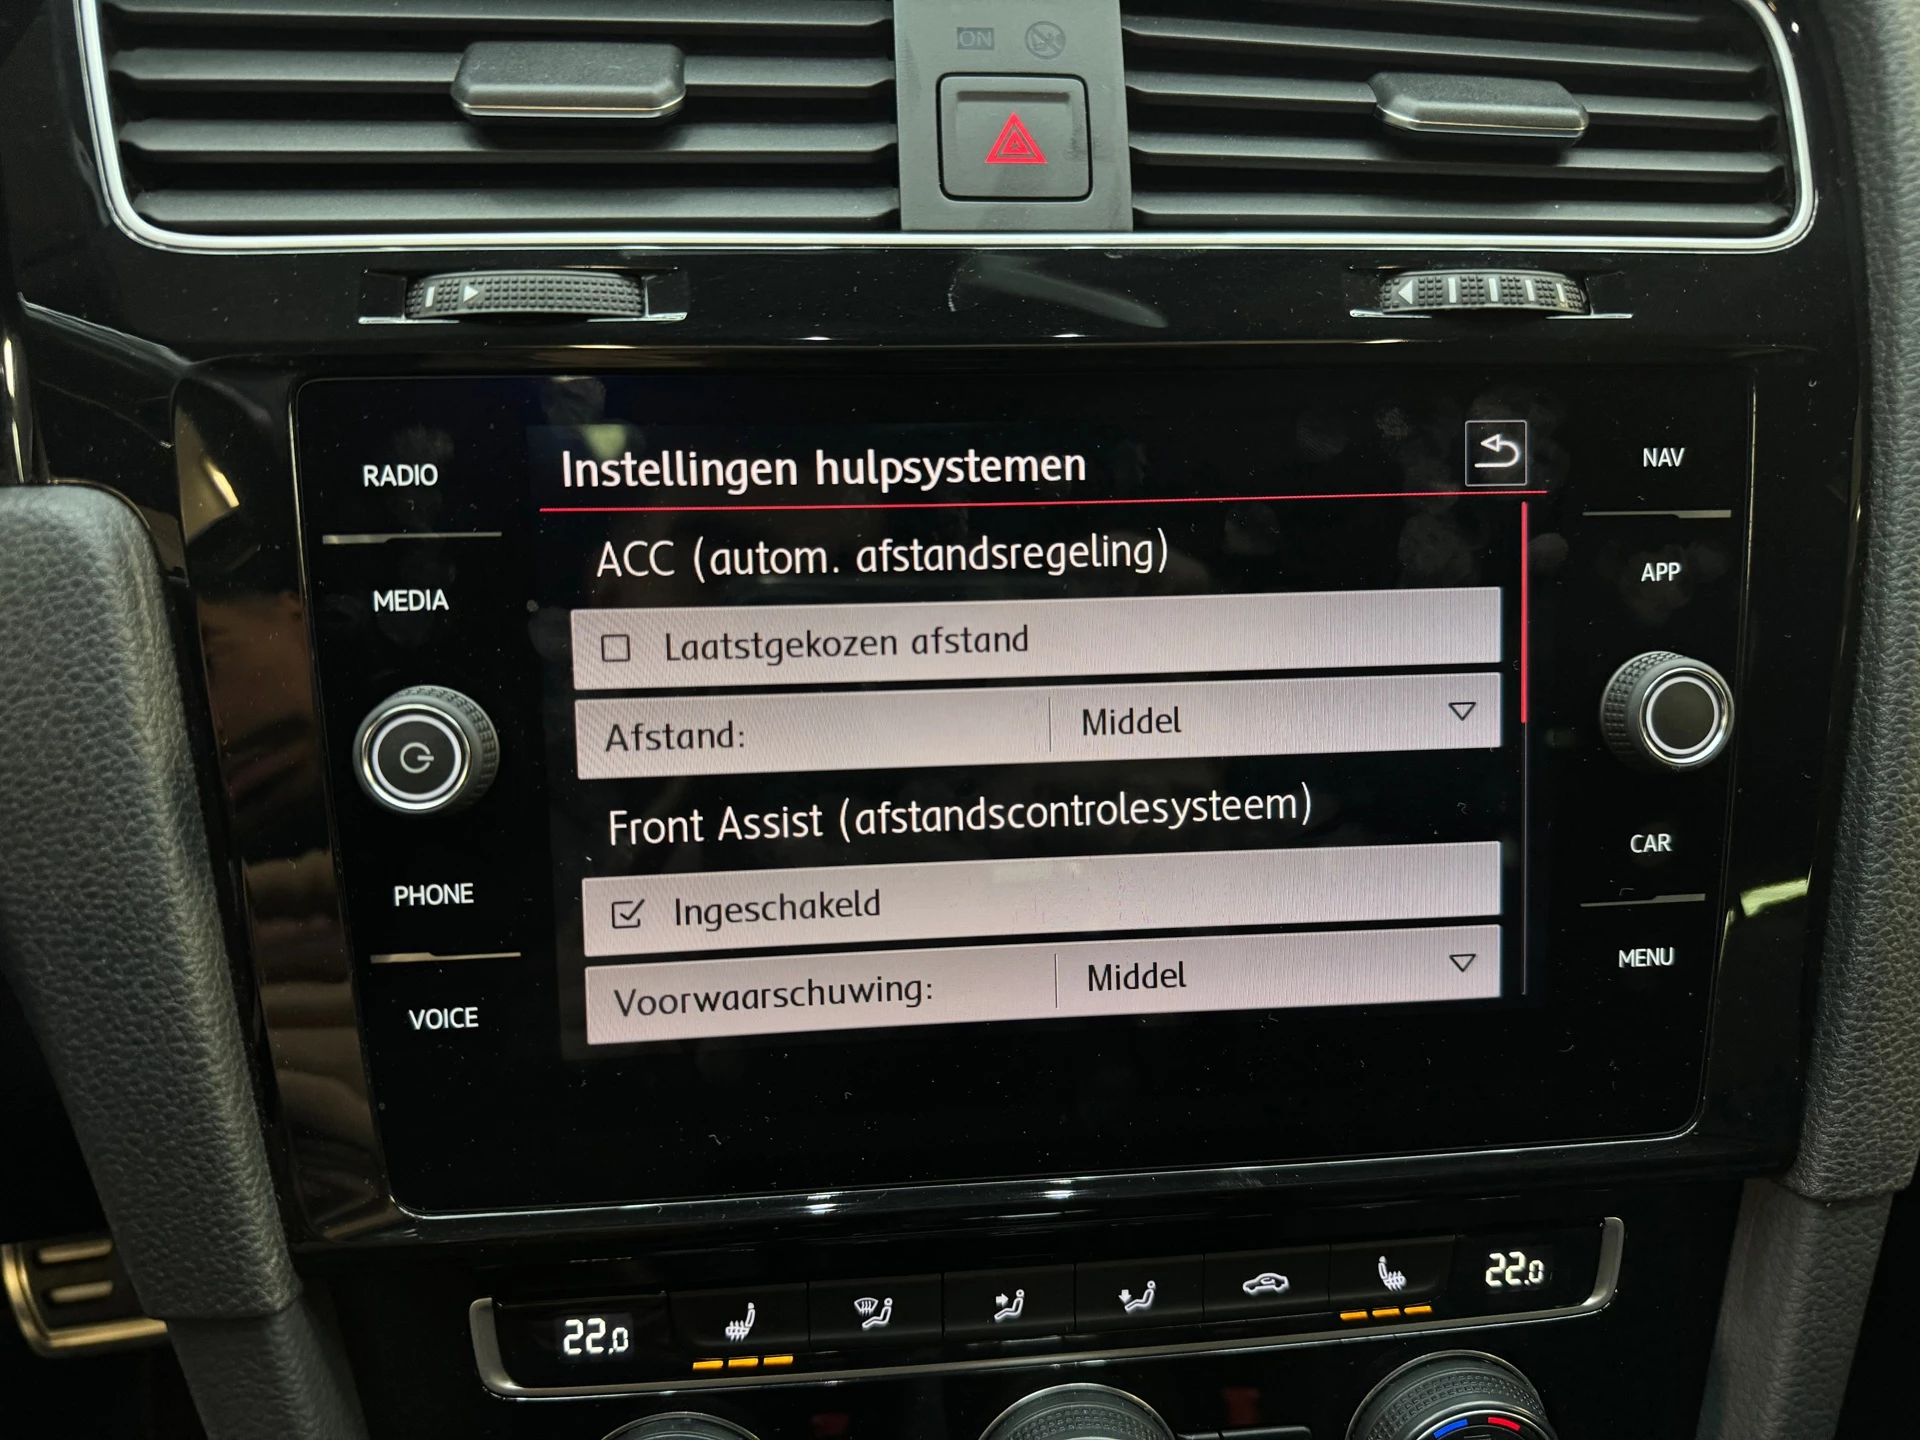 ON
RADIO
MEDIA
PHONE
VOICE
Instellingen hulpsystemen
ACC (autom. afstandsregeling)
Laatstgekozen afstand
Afstand: Middel
Front Assist (afstandscontrolesysteem)
Ingeschakeld
Voorwaarschuwing: Middel
NAV
APP
CAR
MENU
22.0
22.0